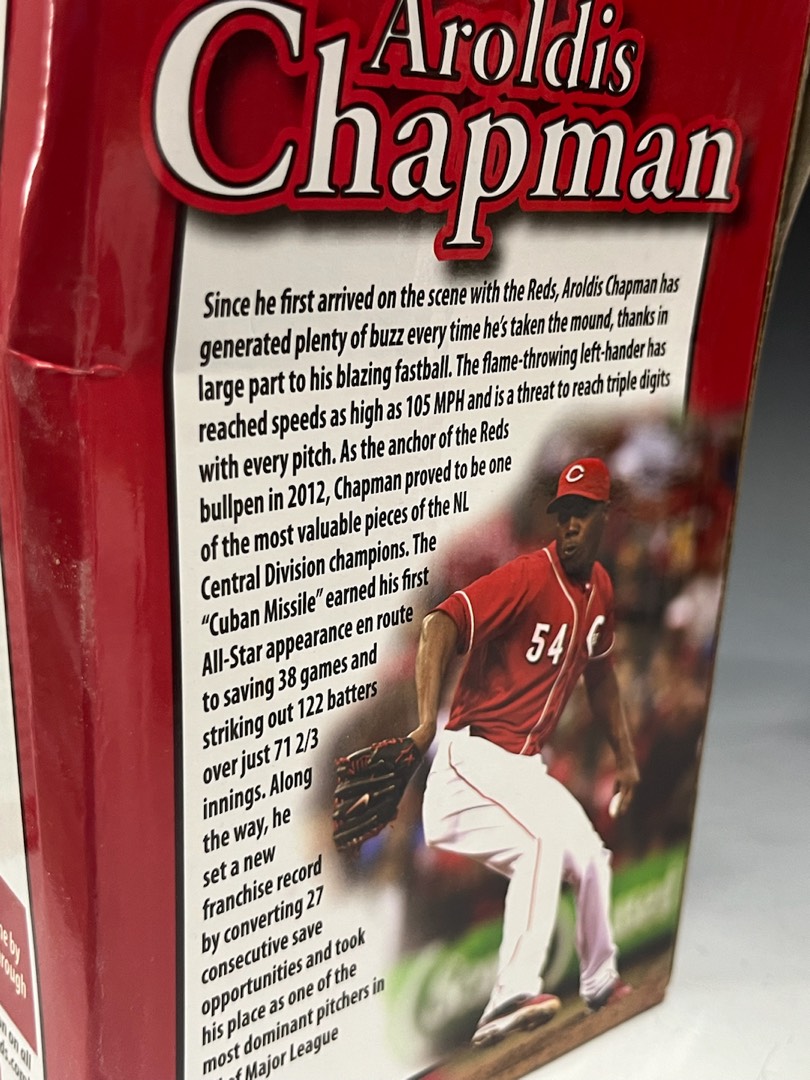 Aroldis
Chapman
Since he first arrived on the scene with the Reds, Aroldis Chapman has
generated plenty of buzz every time he's taken the mound, thanks in
large part to his blazing fastball. The flame-throwing left-hander has
reached speeds as high as 105 MPH and is a threat to reach triple digits
with every pitch. As the anchor of the Reds
bullpen in 2012, Chapman proved to be one
of the most valuable pieces of the NL
Central Division champions. The
“Cuban Missile” earned his first
All-Star appearance en route
to saving 38 games and
striking out 122 batters
over just 71 2/3
innings. Along
the way, he
set a new
franchise record
by converting 27
consecutive save
opportunities and took
his place as one of the
most dominant pitchers in
of Major League
C
54
by
rough
on all